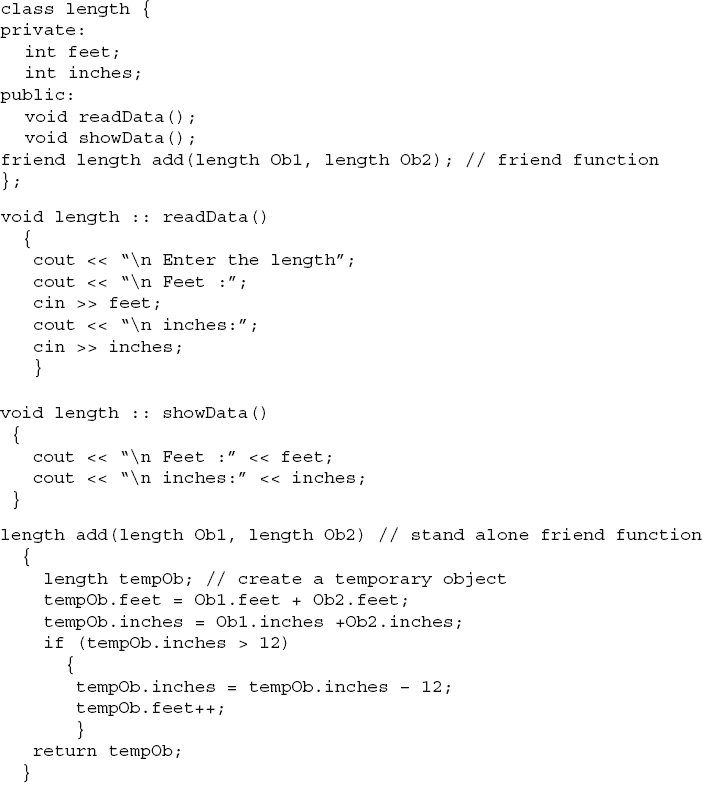 class length {
private:
  int feet;
  int inches;
public:
  void readData();
  void showData();
friend length add(length Ob1, length Ob2); // friend function
};
void length :: readData()
  {
   cout << “\n Enter the length”;
   cout << “\n Feet :”;
   cin >> feet;
   cout << “\n inches:”;
   cin >> inches;
   }
void length :: showData()
 {
   cout << “\n Feet :” << feet;
   cout << “\n inches:” << inches;
 }
length add(length Ob1, length Ob2) // stand alone friend function
  {
    length tempOb; // create a temporary object
    tempOb.feet = Ob1.feet + Ob2.feet;
    tempOb.inches = Ob1.inches +Ob2.inches;
    if (tempOb.inches > 12)
      {
       tempOb.inches = tempOb.inches – 12;
       tempOb.feet++;
       }
   return tempOb;
  }